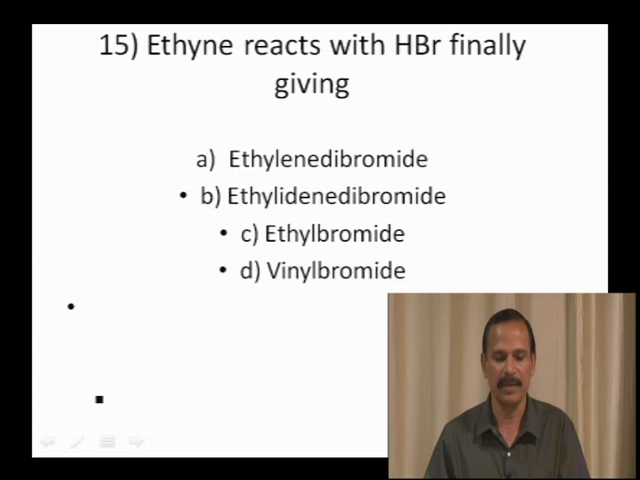 15) Ethyne reacts with HBr finally
giving
a) Ethylenedibromide
• b) Ethylidenedibromide
• c) Ethylbromide
• d) Vinylbromide